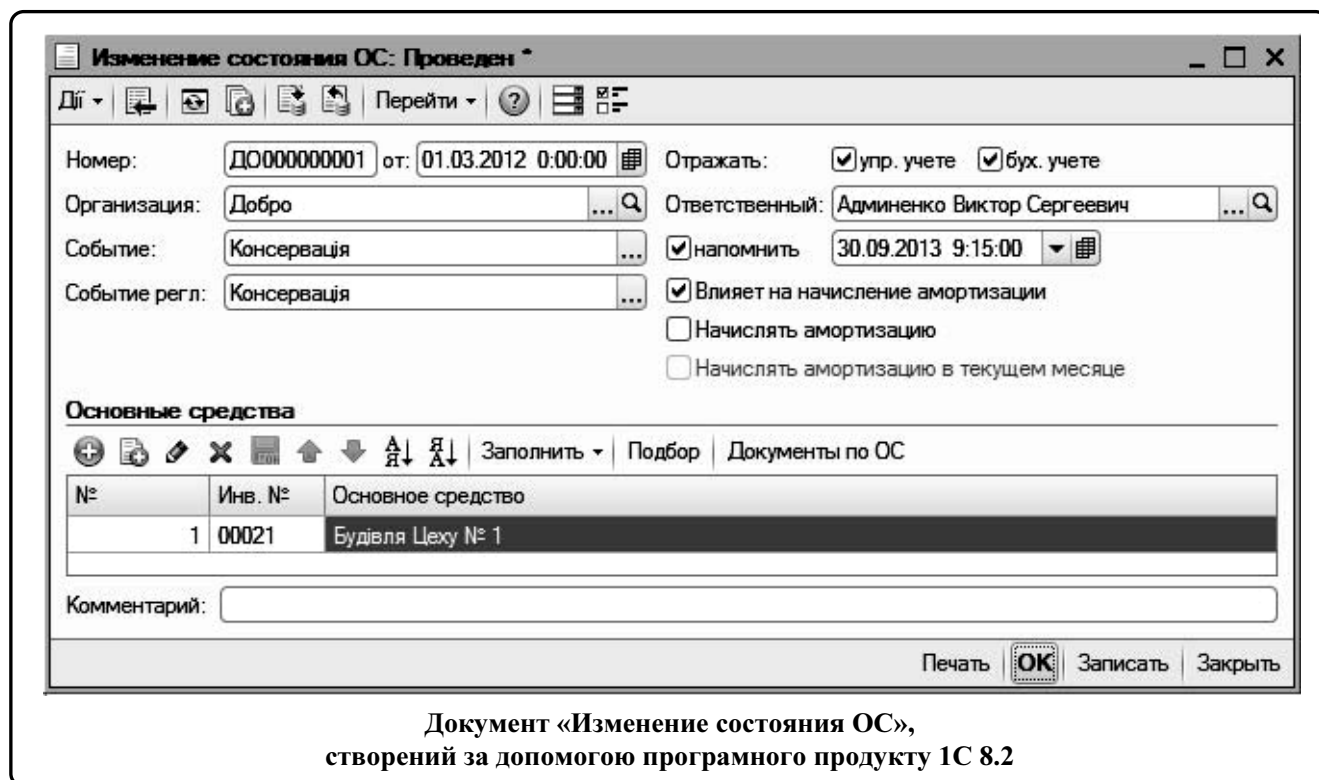 Изменение состояния ОС: Проведен *
Дії Перейти
Номер: ДО000000001 от: 01.03.2012 0:00:00 Отражать: упр. учете бух. учете
Организация: Добро ... Ответственный: Админенко Виктор Сергеевич ...
Событие: Консервація ... напомнить 30.09.2013 9:15:00
Событие регл: Консервація ... Влияет на начисление амортизации
Начислять амортизацию
Начислять амортизацию в текущем месяце
Основные средства
Заполнить Подбор Документы по ОС
№ Инв. № Основное средство
1 00021 Будівля Цеху № 1
Комментарий:
Печать OK Записать Закрыть
Документ «Изменение состояния ОС»,
створений за допомогою програмного продукту 1С 8.2